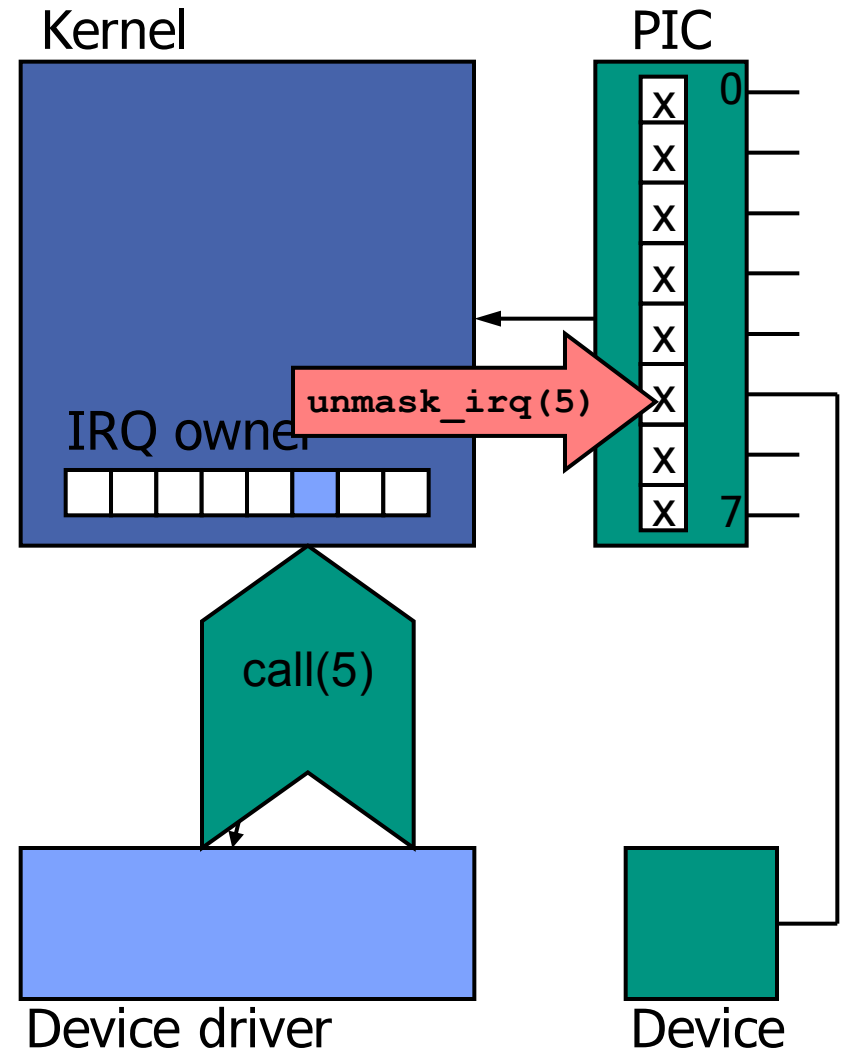 Kernel
PIC
X
0
X
X
X
X
unmask_irq(5)
X
IRQ owner
X
X
7
call(5)
Device driver
Device